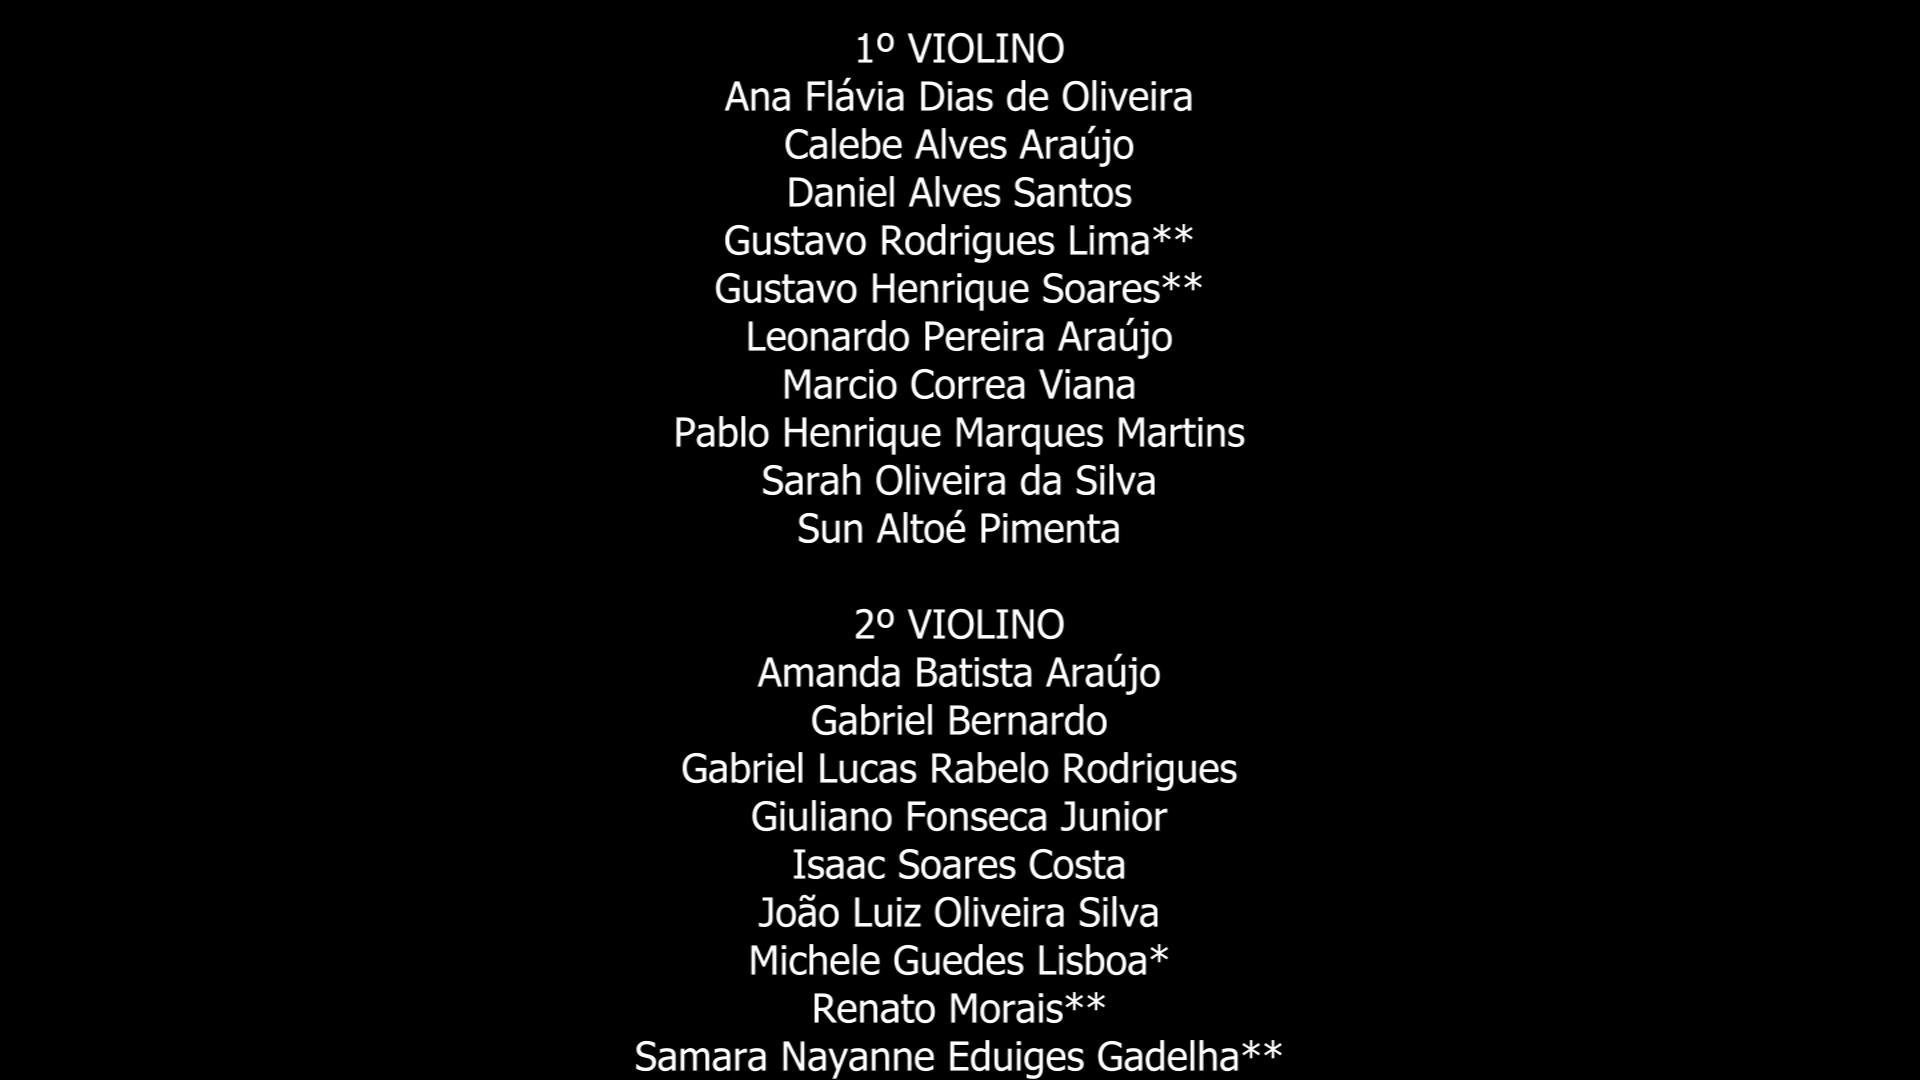 1º VIOLINO
Ana Flávia Dias de Oliveira
Calebe Alves Araújo
Daniel Alves Santos
Gustavo Rodrigues Lima**
Gustavo Henrique Soares**
Leonardo Pereira Araújo
Marcio Correa Viana
Pablo Henrique Marques Martins
Sarah Oliveira da Silva
Sun Altoé Pimenta
2º VIOLINO
Amanda Batista Araújo
Gabriel Bernardo
Gabriel Lucas Rabelo Rodrigues
Giuliano Fonseca Junior
Isaac Soares Costa
João Luiz Oliveira Silva
Michele Guedes Lisboa*
Renato Morais**
Samara Nayanne Eduiges Gadelha**